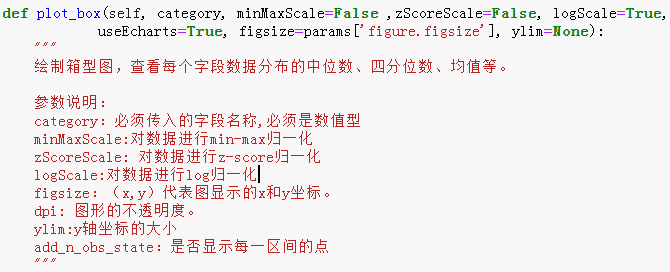 def plot_box(self, category, minMaxScale=False ,zScoreScale=False, logScale=True,
useEcharts=True, figsize=params['figure.figsize'], ylim=None):
"""
绘制箱型图，查看每个字段数据分布的中位数、四分位数、均值等。
参数说明：
category: 必须传入的字段名称,必须是数值型
minMaxScale:对数据进行min-max归一化
zScoreScale: 对数据进行z-score归一化
logScale:对数据进行log归一化
figsize: （x,y）代表图显示的x和y坐标。
dpi: 图形的不透明度。
ylim:y轴坐标的大小
add_n_obs_state: 是否显示每一区间的点
"""